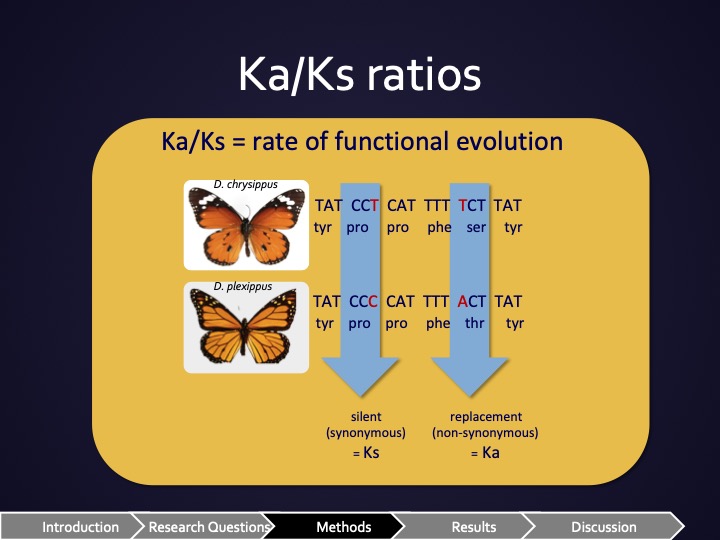 Ka/Ks ratios
Ka/Ks = rate of functional evolution
D. chrysippus
TAT CCT CAT TTT TCT TAT
tyr pro pro phe ser tyr
D. plexippus
TAT CCC CAT TTT ACT TAT
tyr pro pro phe thr tyr
silent
(synonymous)
= Ks
replacement
(non-synonymous)
= Ka
Introduction Research Questions Methods Results Discussion